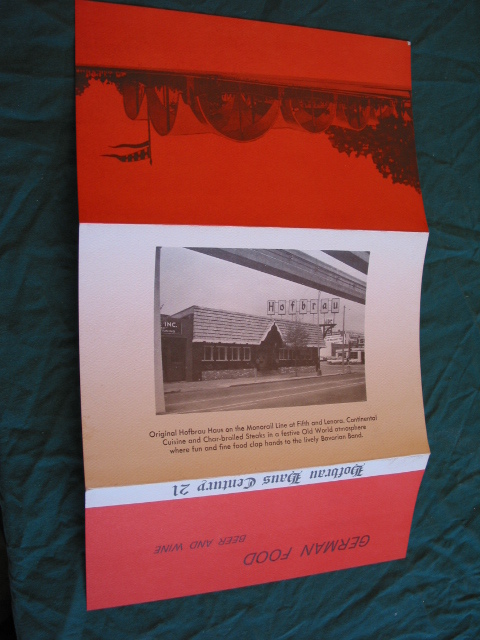 Hofbrau
INC.
Original Hofbrau Haus on the Monorail Line at Fifth and Lenora. Continental
Cuisine and Char-broiled Steaks in a festive Old World atmosphere
where fun and fine food clap hands to the lively Bavarian Band.
Hofbrau Haus Century 21
GERMAN FOOD
BEER AND WINE